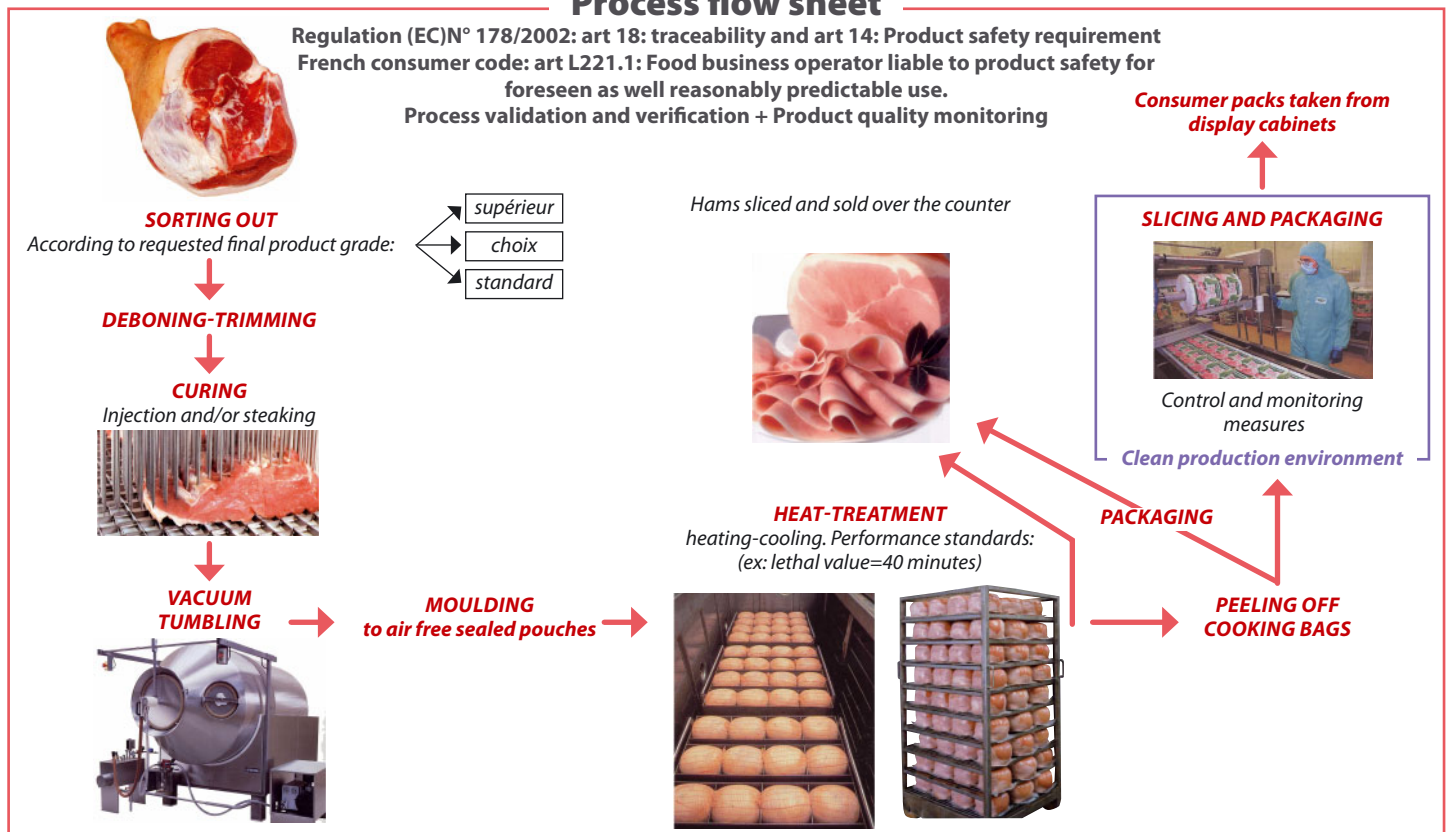 Process flow sheet
Regulation (EC)N° 178/2002: art 18: traceability and art 14: Product safety requirement
French consumer code: art L221.1: Food business operator liable to product safety for
foreseen as well reasonably predictable use.
Process validation and verification + Product quality monitoring
Consumer packs taken from
display cabinets
SORTING OUT
According to requested final product grade:
supérieur
choix
standard
Hams sliced and sold over the counter
SLICING AND PACKAGING
Control and monitoring
measures
Clean production environment
DEBONING-TRIMMING
CURING
Injection and/or steaking
HEAT-TREATMENT
heating-cooling. Performance standards:
(ex: lethal value=40 minutes)
PACKAGING
VACUUM
TUMBLING
MOULDING
to air free sealed pouches
PEELING OFF
COOKING BAGS